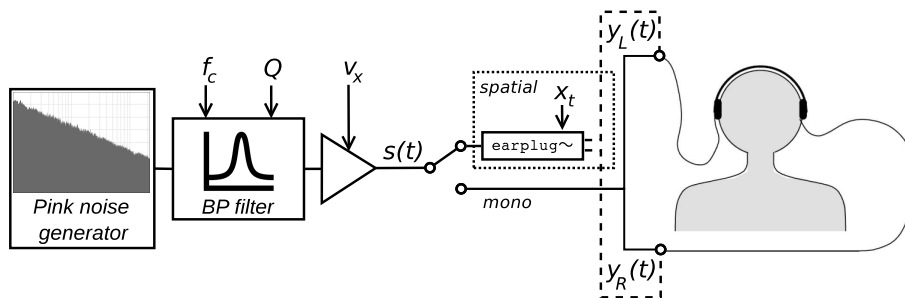 Pink noise
generator
f_c
Q
BP filter
v_x
s(t)
spatial
x_t
earplug~
mono
y_L(t)
y_R(t)